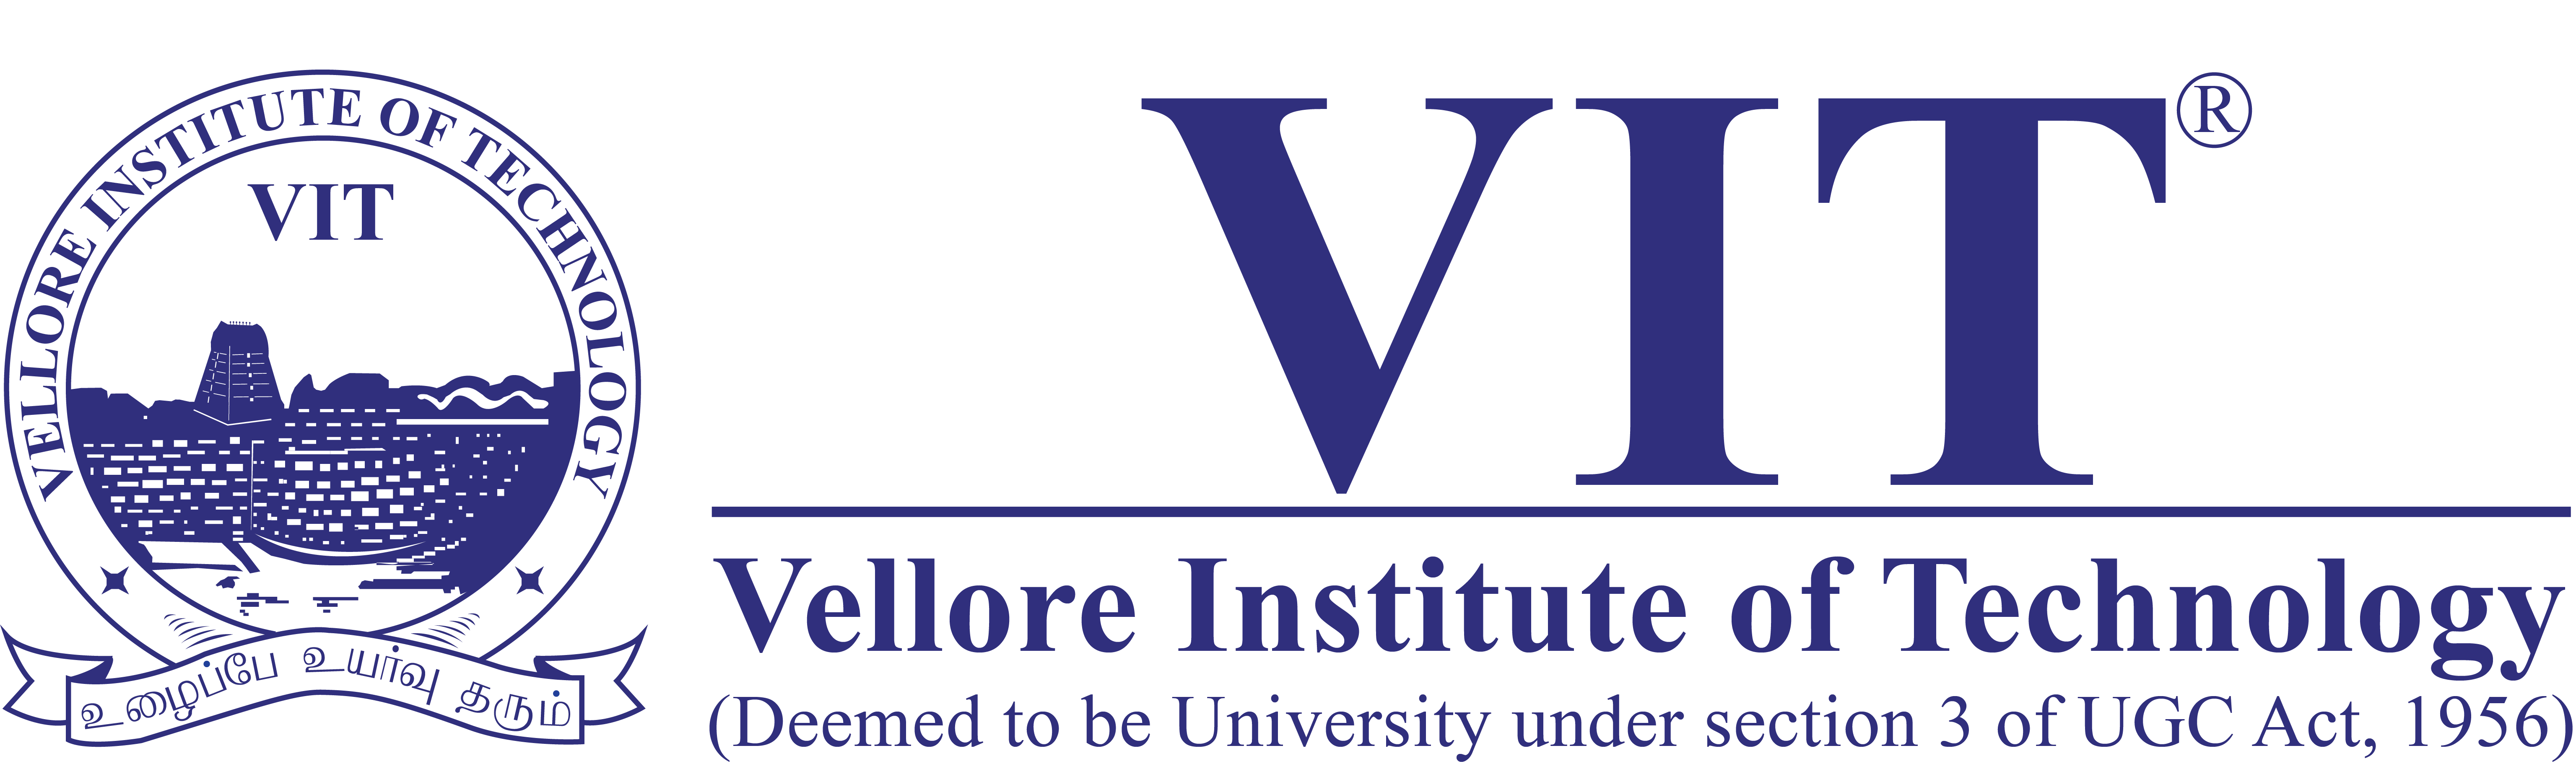 VELLORE INSTITUTE OF TECHNOLOGY
VIT
உழைப்பே உயர்வு தரும்
VIT®
Vellore Institute of Technology
(Deemed to be University under section 3 of UGC Act, 1956)